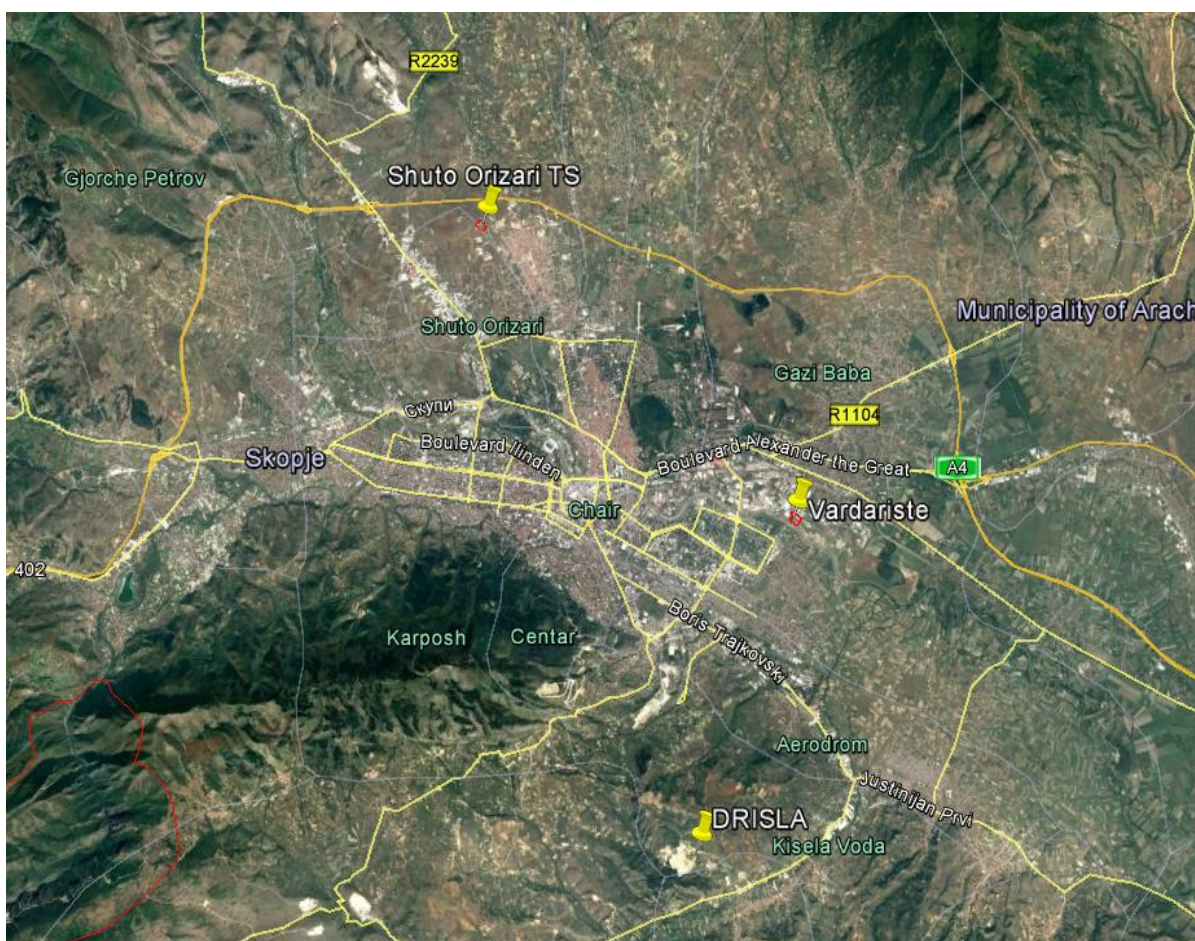 R2239
Gjorche Petrov
Shuto Orizari TS
Shuto Orizari
Municipality of Arach
Gazi Baba
Скупи
R1104
Boulevard Ilinden
Boulevard Alexander the Great
Skopje
A4
Chair
Vardariste
402
Karposh
Centar
Boris Trajkovski
Aerodrom
Justinijan Prvi
DRISLA
Kisela Voda